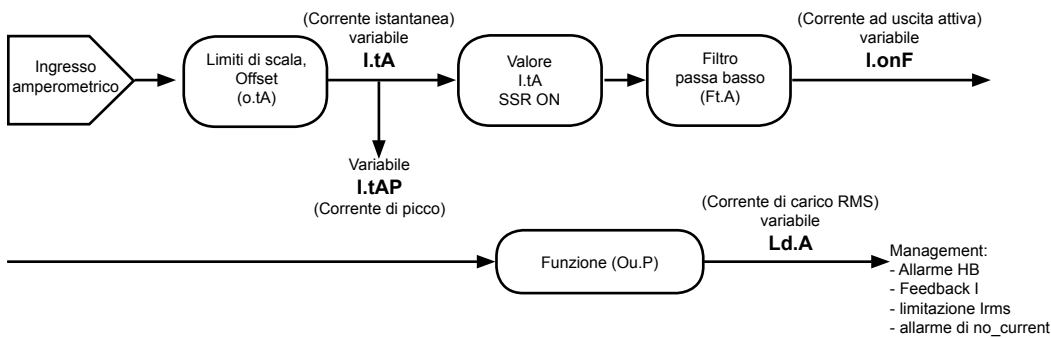 Ingresso
amperometrico
Limiti di scala,
Offset
(o.tA)
(Corrente istantanea)
variabile
I.tA
Variabile
I.tAP
(Corrente di picco)
Valore
I.tA
SSR ON
Filtro
passa basso
(Ft.A)
(Corrente ad uscita attiva)
variabile
I.onF
Funzione (Ou.P)
(Corrente di carico RMS)
variabile
Ld.A
Management:
- Allarme HB
- Feedback I
- limitazione Irms
- allarme di no_current